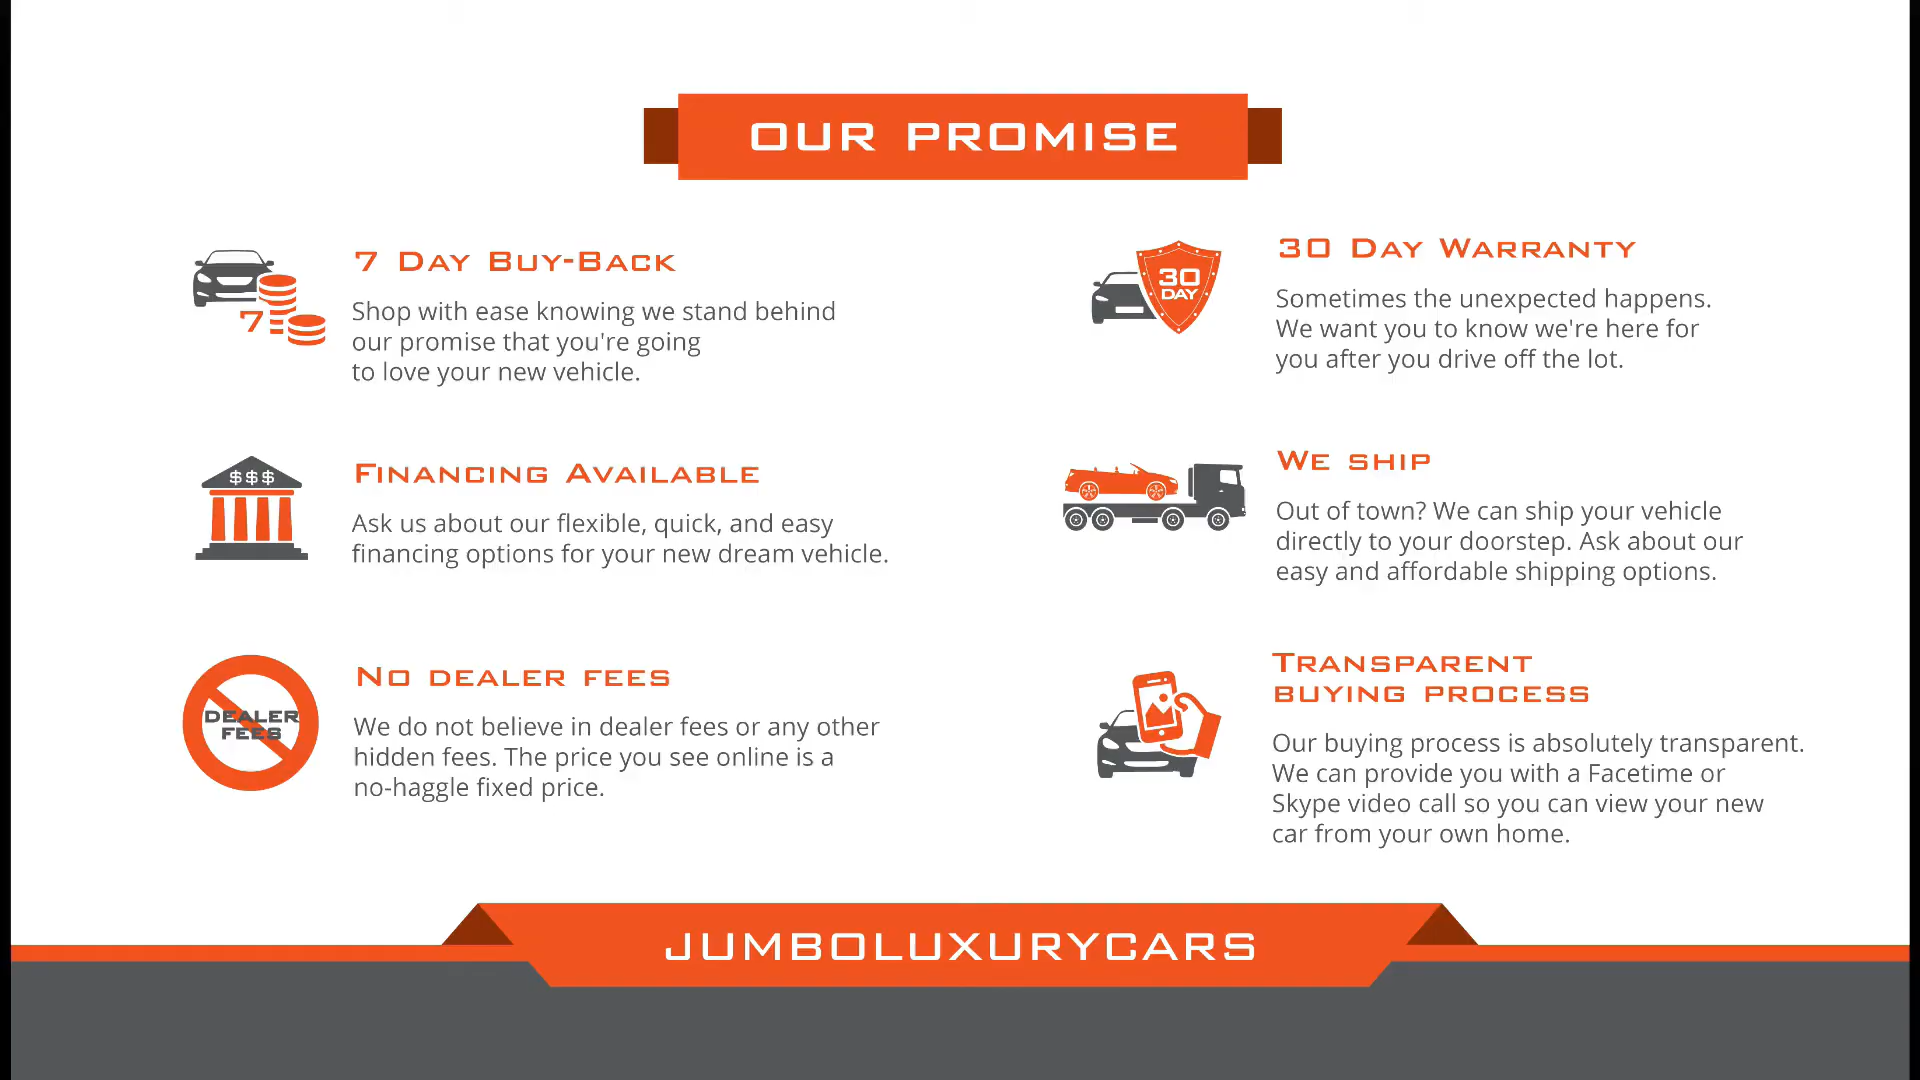 OUR PROMISE
7 DAY BUY-BACK
Shop with ease knowing we stand behind
our promise that you're going
to love your new vehicle.
7
$$$
FINANCING AVAILABLE
Ask us about our flexible, quick, and easy
financing options for your new dream vehicle.
DEALER
FEES
NO DEALER FEES
We do not believe in dealer fees or any other
hidden fees. The price you see online is a
no-haggle fixed price.
30
DAY
30 DAY WARRANTY
Sometimes the unexpected happens.
We want you to know we're here for
you after you drive off the lot.
WE SHIP
Out of town? We can ship your vehicle
directly to your doorstep. Ask about our
easy and affordable shipping options.
TRANSPARENT
BUYING PROCESS
Our buying process is absolutely transparent.
We can provide you with a Facetime or
Skype video call so you can view your new
car from your own home.
JUMBOLUXURYCARS